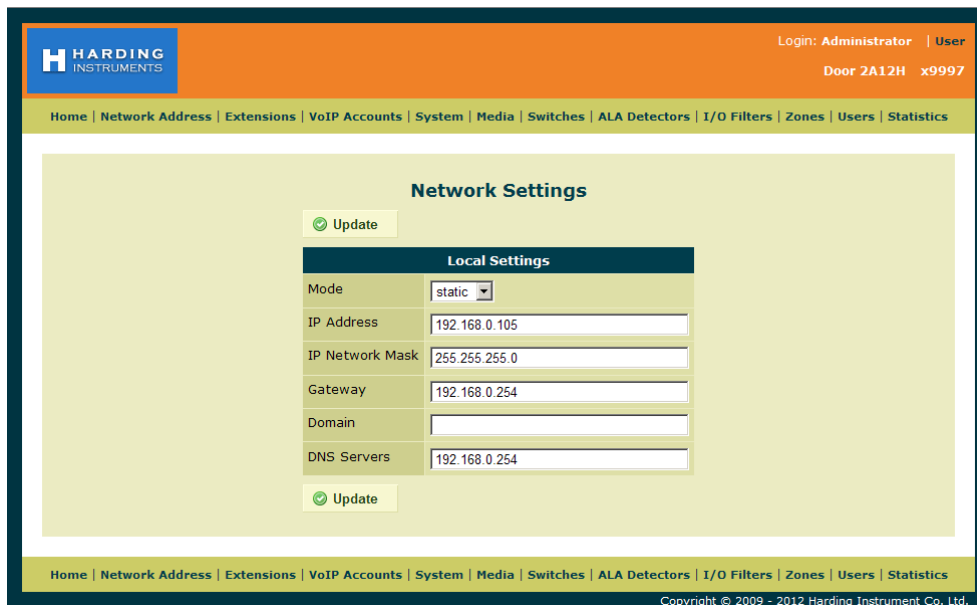 HARDING
INSTRUMENTS
Login: Administrator | User
Door 2A12H x9997
Home | Network Address | Extensions | VoIP Accounts | System | Media | Switches | ALA Detectors | I/O Filters | Zones | Users | Statistics
Network Settings
Update
Local Settings
Mode static
IP Address 192.168.0.105
IP Network Mask 255.255.255.0
Gateway 192.168.0.254
Domain
DNS Servers 192.168.0.254
Update
Home | Network Address | Extensions | VoIP Accounts | System | Media | Switches | ALA Detectors | I/O Filters | Zones | Users | Statistics
Copyright © 2009 - 2012 Harding Instrument Co. Ltd.